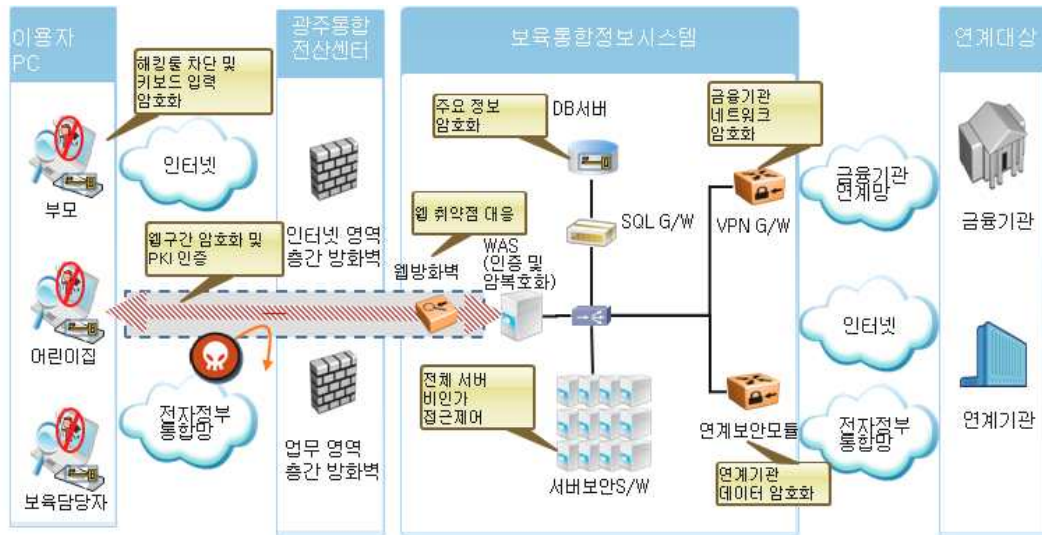 이용자
PC
광주통합
전산센터
보육통합정보시스템
연계대상
해킹툴 차단 및
키보드 입력
암호화
부모
인터넷
웹구간 암호화 및
PKI 인증
어린이집
전자정부
통합망
보육담당자
인터넷 영역
층간 방화벽
업무 영역
층간 방화벽
주요 정보
암호화
DB서버
금융기관
네트워크
암호화
웹 취약점 대응
웹방화벽
WAS
(인증 및
암복호화)
SQL G/W
VPN G/W
전체 서버
비인가
접근제어
서버보안S/W
연계보안모듈
연계기관
데이터 암호화
금융기관
연계망
인터넷
전자정부
통합망
금융기관
연계기관